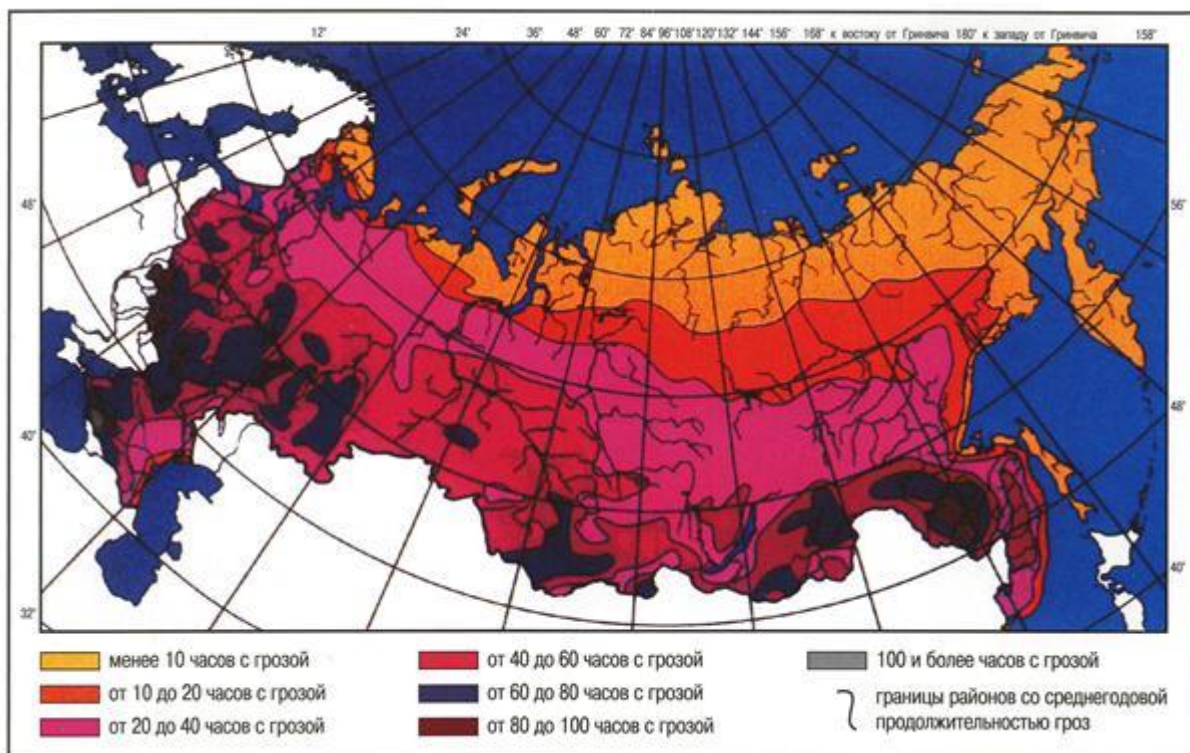 12° 24° 36° 48° 60° 72° 84° 96° 108° 120° 132° 144° 156° 168° к востоку от Гринвича 180° к западу от Гринвича 158°
48°
56°
40°
48°
32°
40°
менее 10 часов с грозой
от 10 до 20 часов с грозой
от 20 до 40 часов с грозой
от 40 до 60 часов с грозой
от 60 до 80 часов с грозой
от 80 до 100 часов с грозой
100 и более часов с грозой
границы районов со среднегодовой
продолжительностью гроз